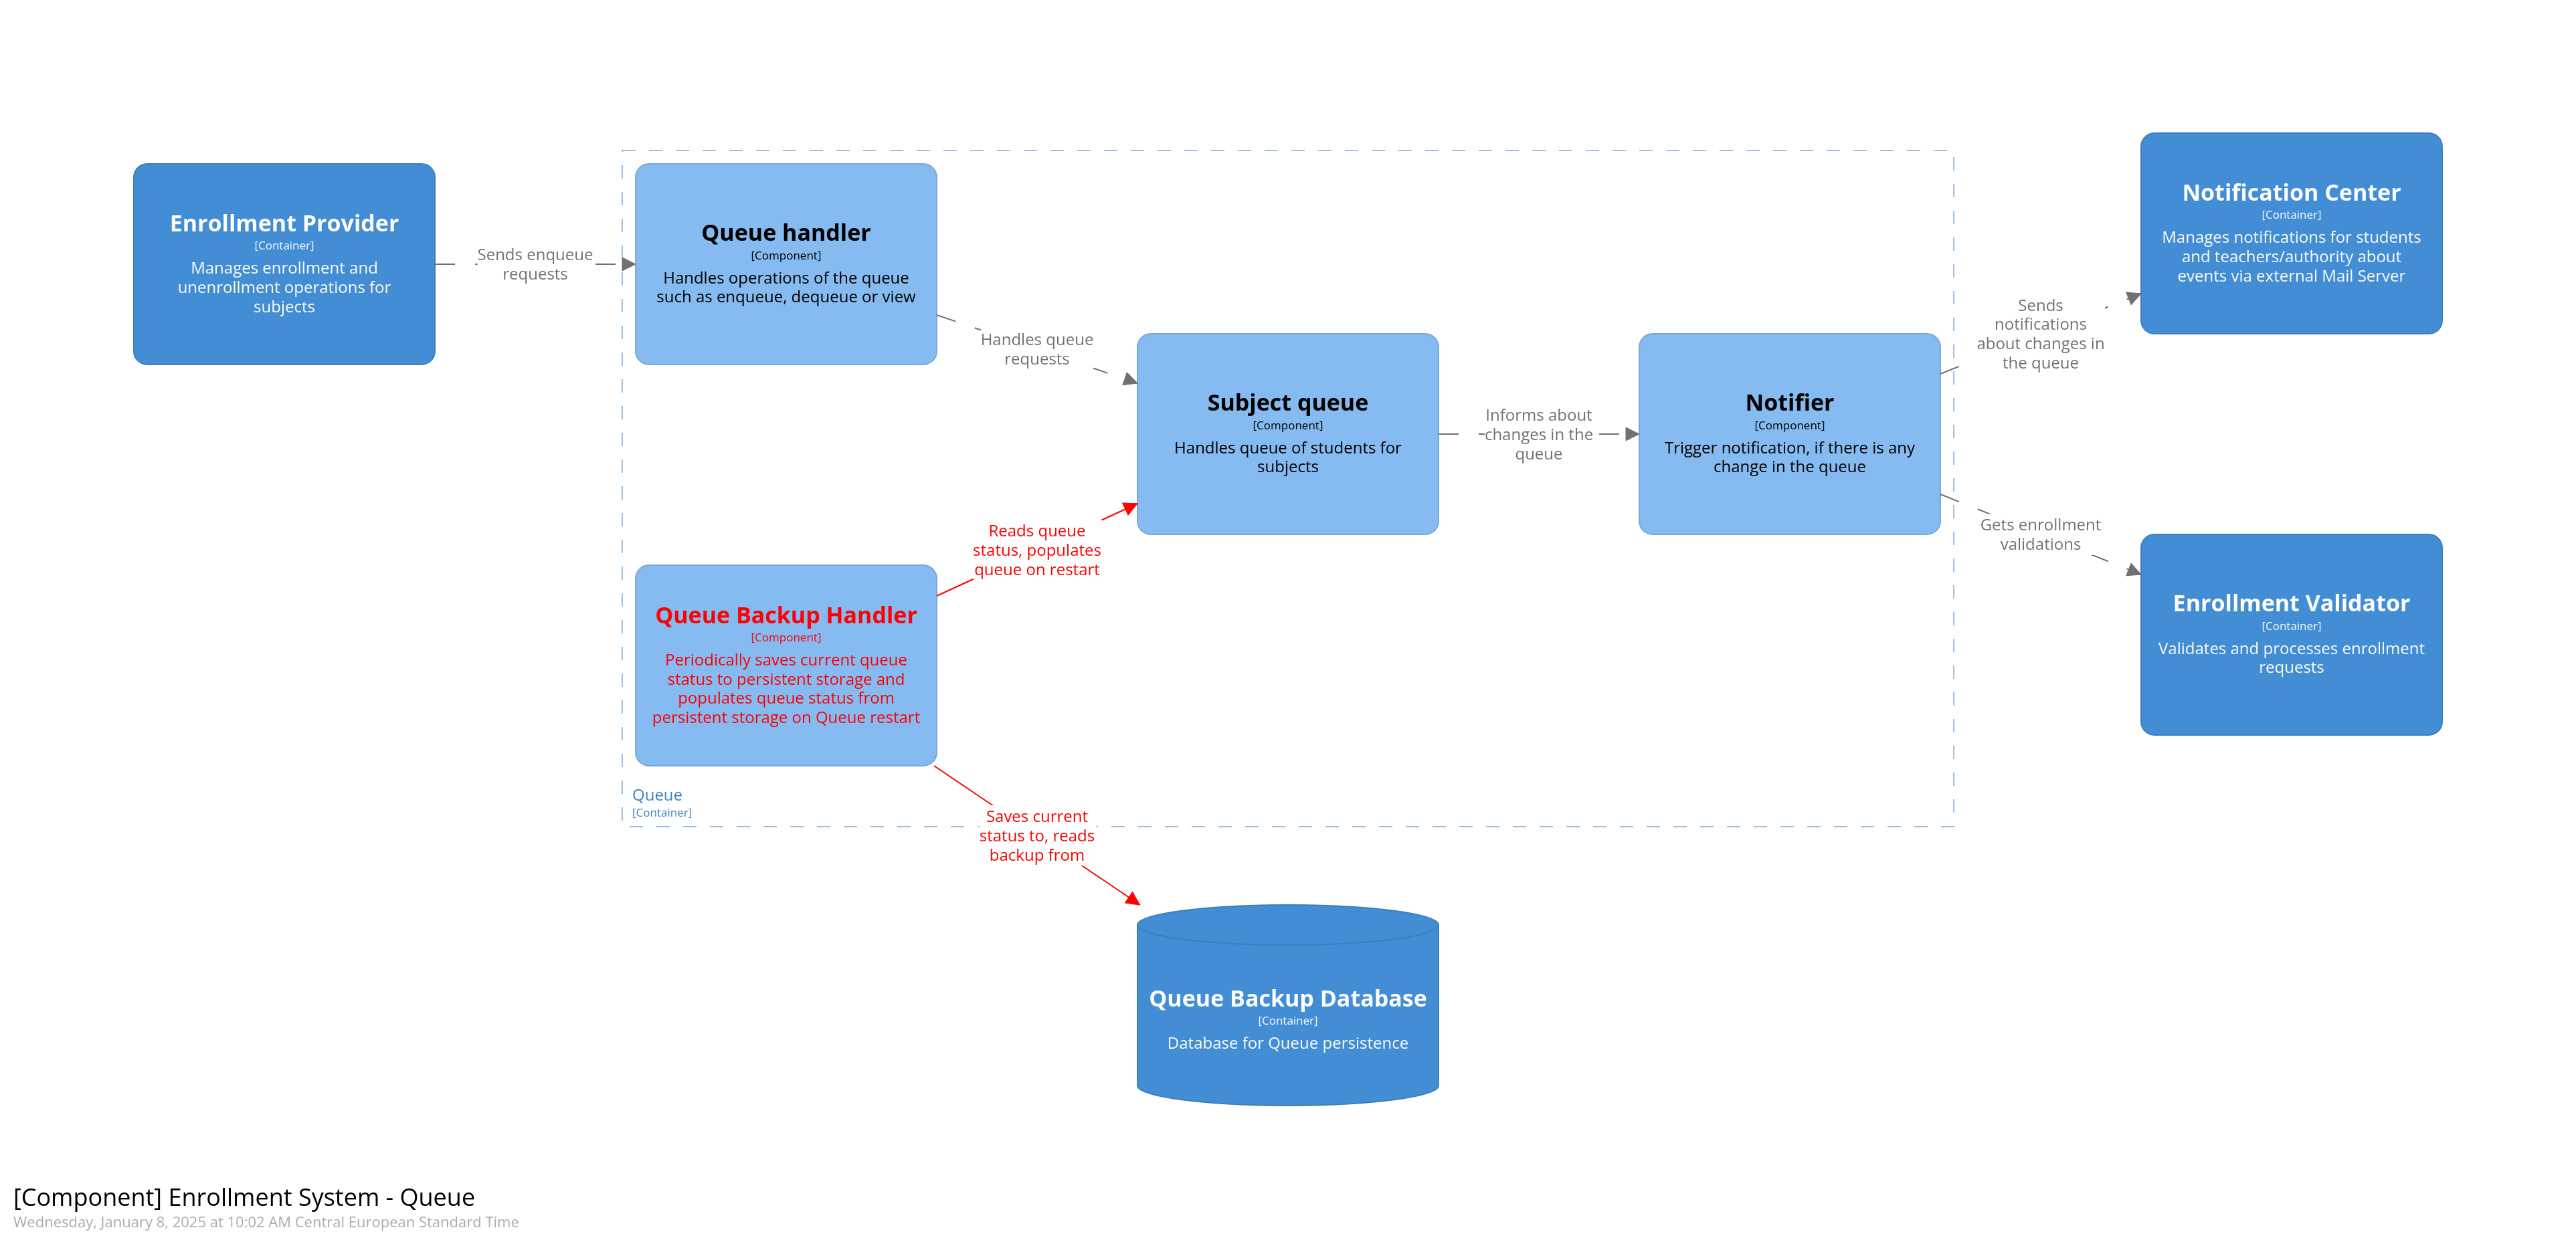 Enrollment Provider
[Container]
Manages enrollment and
unenrollment operations for
subjects
Sends enqueue
requests
Queue handler
[Component]
Handles operations of the queue
such as enqueue, dequeue or view
Handles queue
requests
Subject queue
[Component]
Handles queue of students for
subjects
Informs about
changes in the
queue
Notifier
[Component]
Trigger notification, if there is any
change in the queue
Sends
notifications
about changes in
the queue
Notification Center
[Container]
Manages notifications for students
and teachers/authority about
events via external Mail Server
Gets enrollment
validations
Enrollment Validator
[Container]
Validates and processes enrollment
requests
Reads queue
status, populates
queue on restart
Queue Backup Handler
[Component]
Periodically saves current queue
status to persistent storage and
populates queue status from
persistent storage on Queue restart
Queue
[Container]
Saves current
status to, reads
backup from
Queue Backup Database
[Container]
Database for Queue persistence
[Component] Enrollment System - Queue
Wednesday, January 8, 2025 at 10:02 AM Central European Standard Time